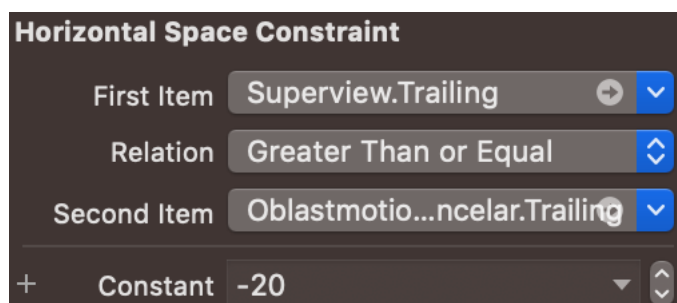 Horizontal Space Constraint
First Item Superview.Trailing
Relation Greater Than or Equal
Second Item Oblastmotio...ncelar.Trailing
+ Constant -20